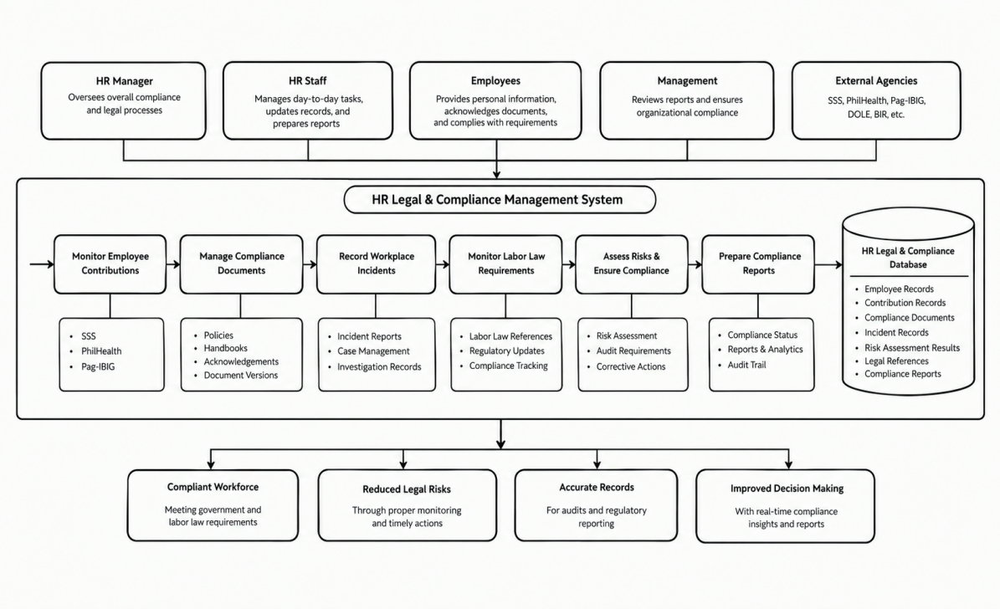 HR Manager
Oversees overall compliance
and legal processes
HR Staff
Manages day-to-day tasks,
updates records, and
prepares reports
Employees
Provides personal information,
acknowledges documents,
and complies with requirements
Management
Reviews reports and ensures
organizational compliance
External Agencies
SSS, PhilHealth, Pag-IBIG,
DOLE, BIR, etc.
HR Legal & Compliance Management System
Monitor Employee
Contributions
• SSS
• PhilHealth
• Pag-IBIG
Manage Compliance
Documents
• Policies
• Handbooks
• Acknowledgements
• Document Versions
Record Workplace
Incidents
• Incident Reports
• Case Management
• Investigation Records
Monitor Labor Law
Requirements
• Labor Law References
• Regulatory Updates
• Compliance Tracking
Assess Risks &
Ensure Compliance
• Risk Assessment
• Audit Requirements
• Corrective Actions
Prepare Compliance
Reports
• Compliance Status
• Reports & Analytics
• Audit Trail
HR Legal & Compliance
Database
• Employee Records
• Contribution Records
• Compliance Documents
• Incident Records
• Risk Assessment Results
• Legal References
• Compliance Reports
Compliant Workforce
Meeting government and
labor law requirements
Reduced Legal Risks
Through proper monitoring
and timely actions
Accurate Records
For audits and regulatory
reporting
Improved Decision Making
With real-time compliance
insights and reports